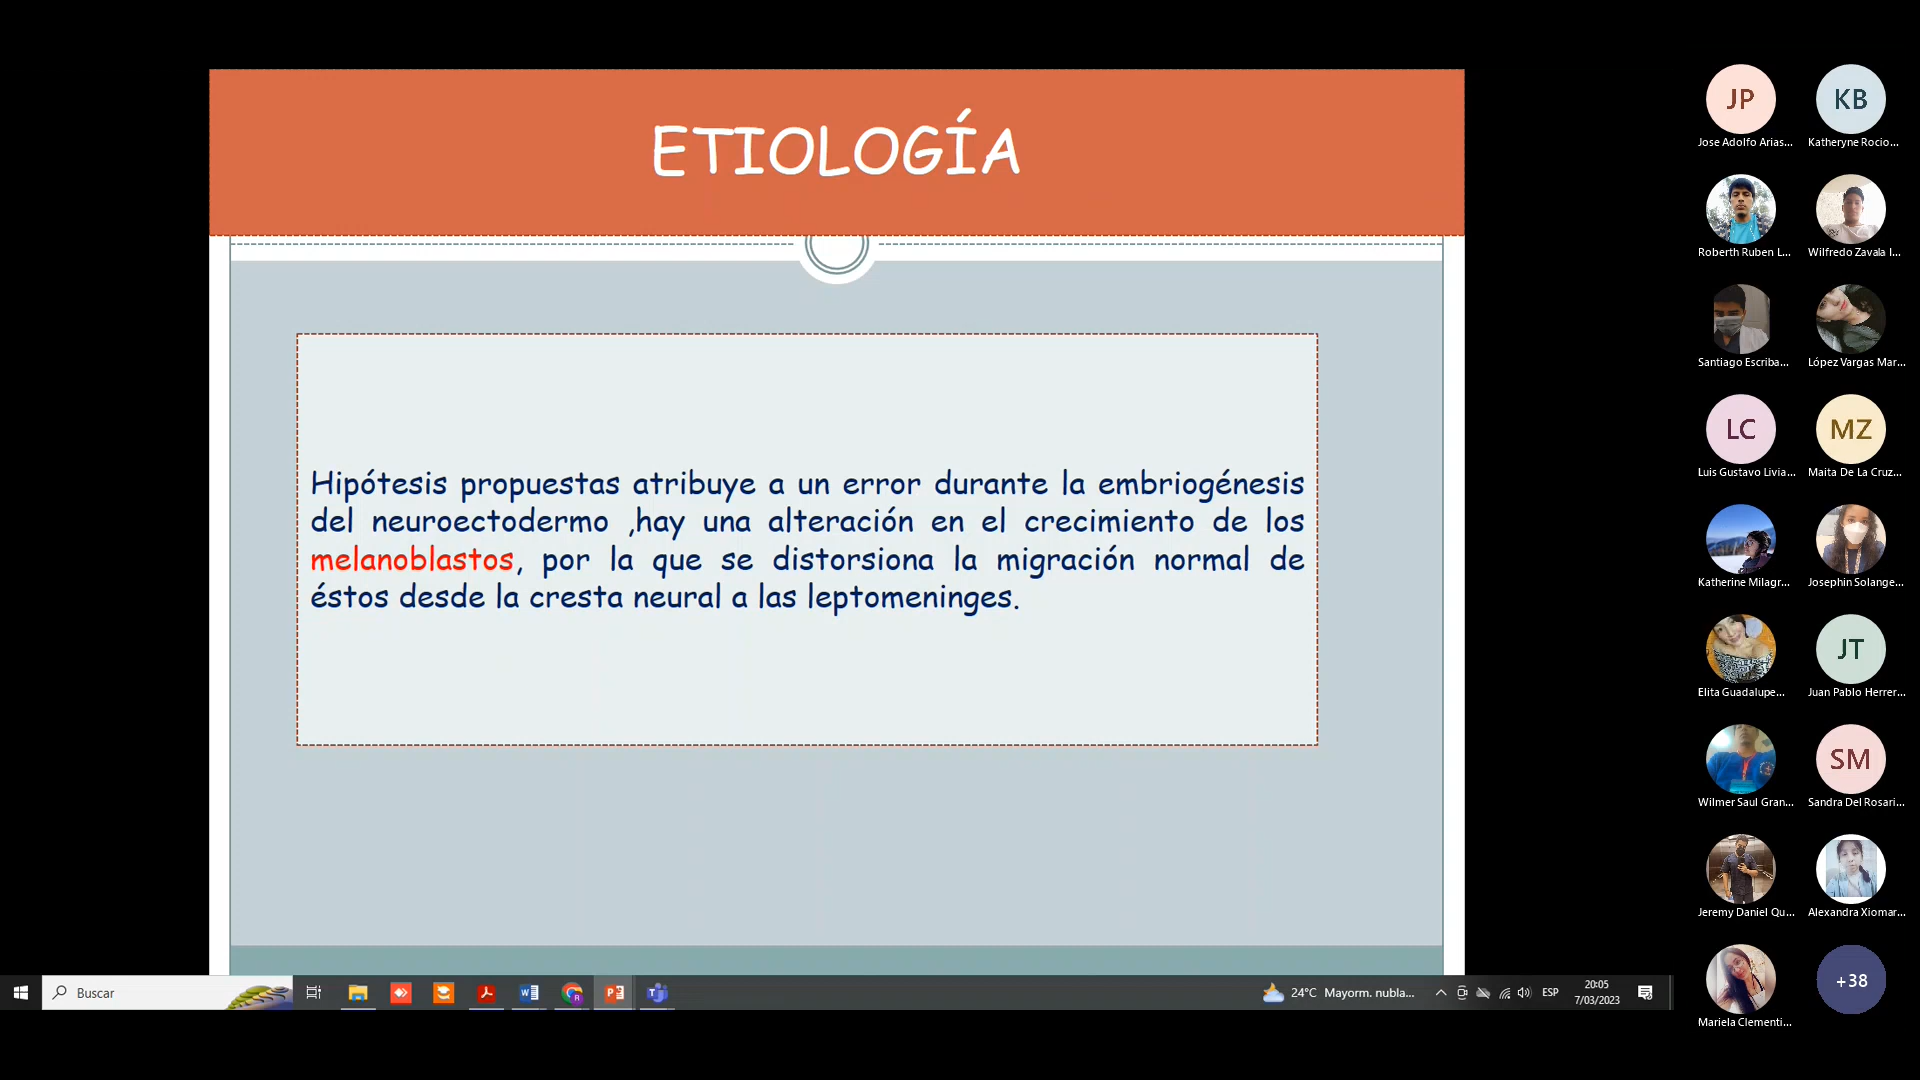 ETIOLOGÍA
Hipótesis propuestas atribuye a un error durante la embriogénesis
del neuroectodermo ,hay una alteración en el crecimiento de los
melanoblastos, por la que se distorsiona la migración normal de
éstos desde la cresta neural a las leptomeninges.
JP
KB
Jose Adolfo Arias...
Katheryne Rocio...
Roberth Ruben L...
Wilfredo Zavala I...
Santiago Escriba...
López Vargas Mar...
LC
MZ
Luis Gustavo Livia...
Maita De La Cruz...
Katherine Milagr...
Josephin Solange...
JT
Elita Guadalupe...
Juan Pablo Herrer...
SM
Wilmer Saul Gran...
Sandra Del Rosari...
Jeremy Daniel Qu...
Alexandra Xiomar...
+38
Mariela Clementi...
Buscar
24°C Mayorm. nubla...
ESP
20:05
7/03/2023